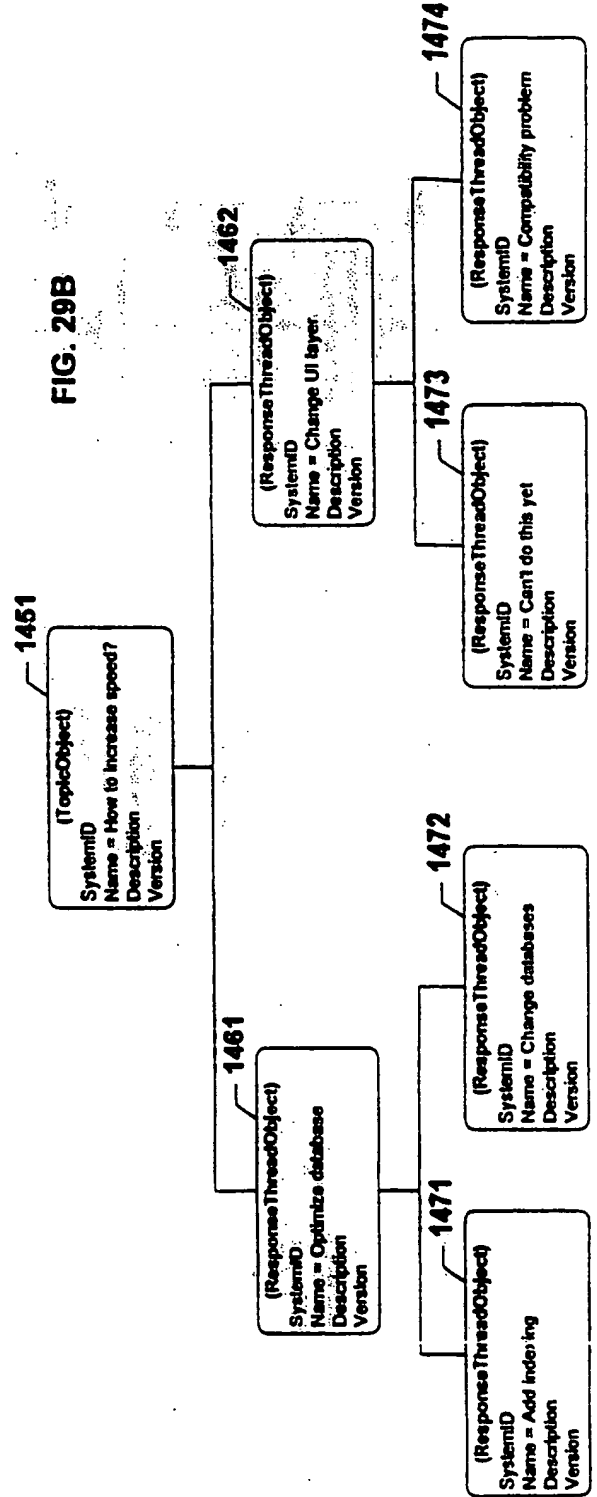 FIG. 29B
1451
(TopicObject)
SystemID
Name = How to increase speed?
Description
Version
1461
(ResponseThreadObject)
SystemID
Name = Optimize database
Description
Version
1462
(ResponseThreadObject)
SystemID
Name = Change UI layer
Description
Version
1471
(ResponseThreadObject)
SystemID
Name = Add indexing
Description
Version
1472
(ResponseThreadObject)
SystemID
Name = Change databases
Description
Version
1473
(ResponseThreadObject)
SystemID
Name = Can't do this yet
Description
Version
1474
(ResponseThreadObject)
SystemID
Name = Compatibility problem
Description
Version